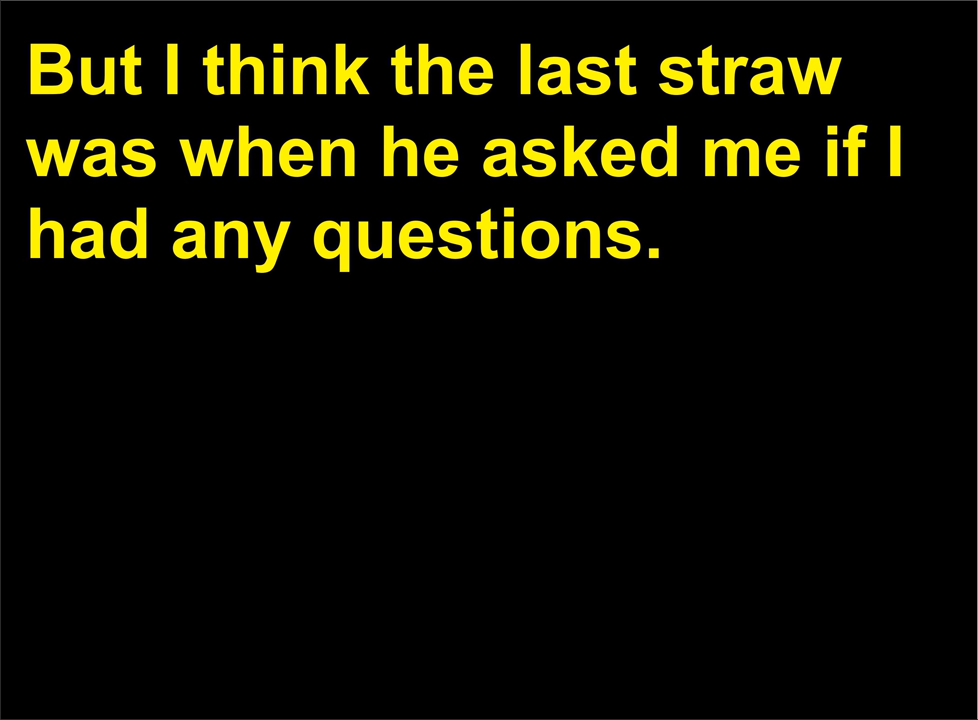 But I think the last straw
was when he asked me if I
had any questions.